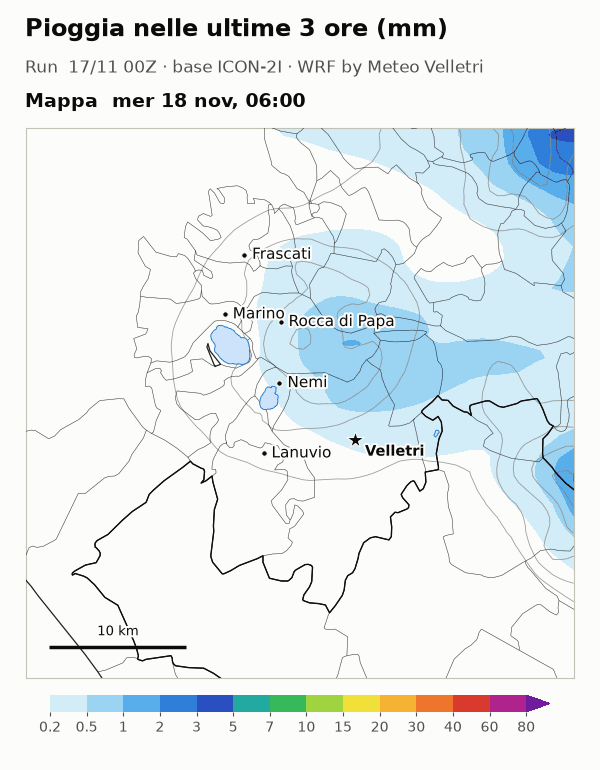 Pioggia nelle ultime 3 ore (mm)
Run  17/11 00Z · base ICON-2I · WRF by Meteo Velletri
Mappa  mer 18 nov, 06:00
Frascati
Marino
Rocca di Papa
Nemi
Velletri
Lanuvio
10 km
0.2 0.5 1 2 3 5 7 10 15 20 30 40 60 80